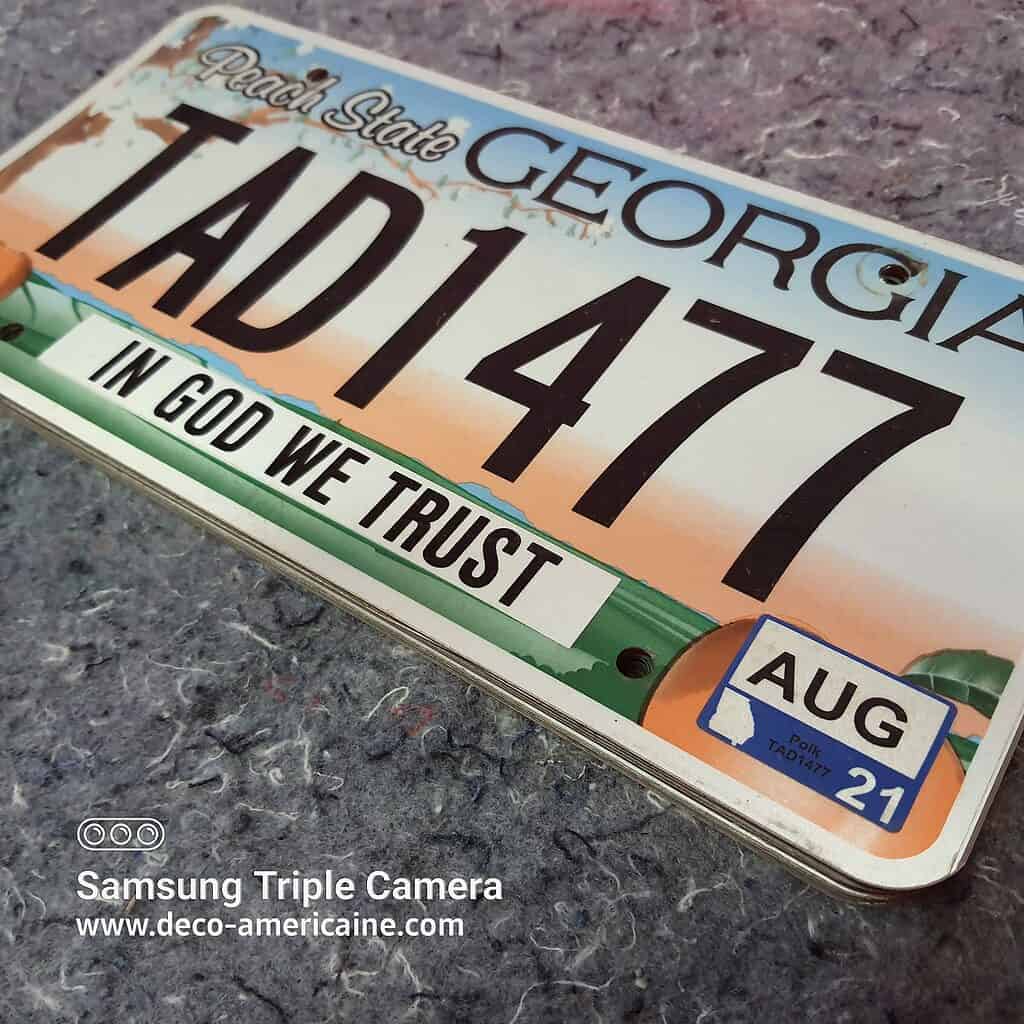 Peach State GEORGIA
TAD1477
IN GOD WE TRUST
AUG
Polk
TAD1477
21
Samsung Triple Camera
www.deco-americaine.com